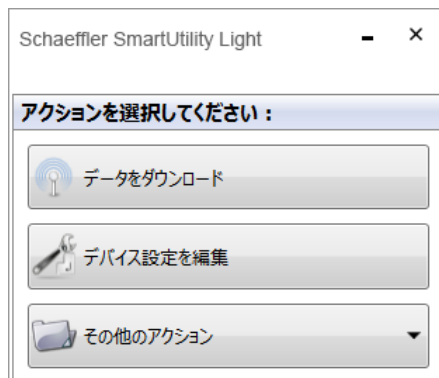 Schaeffler SmartUtility Light
アクションを選択してください：
データをダウンロード
デバイス設定を編集
その他のアクション